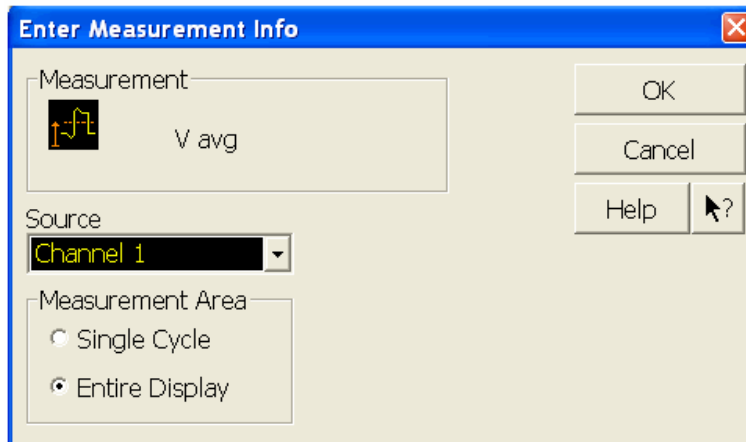 Enter Measurement Info
Measurement
V avg
OK
Cancel
Help
?
Source
Channel 1
Measurement Area
Single Cycle
Entire Display